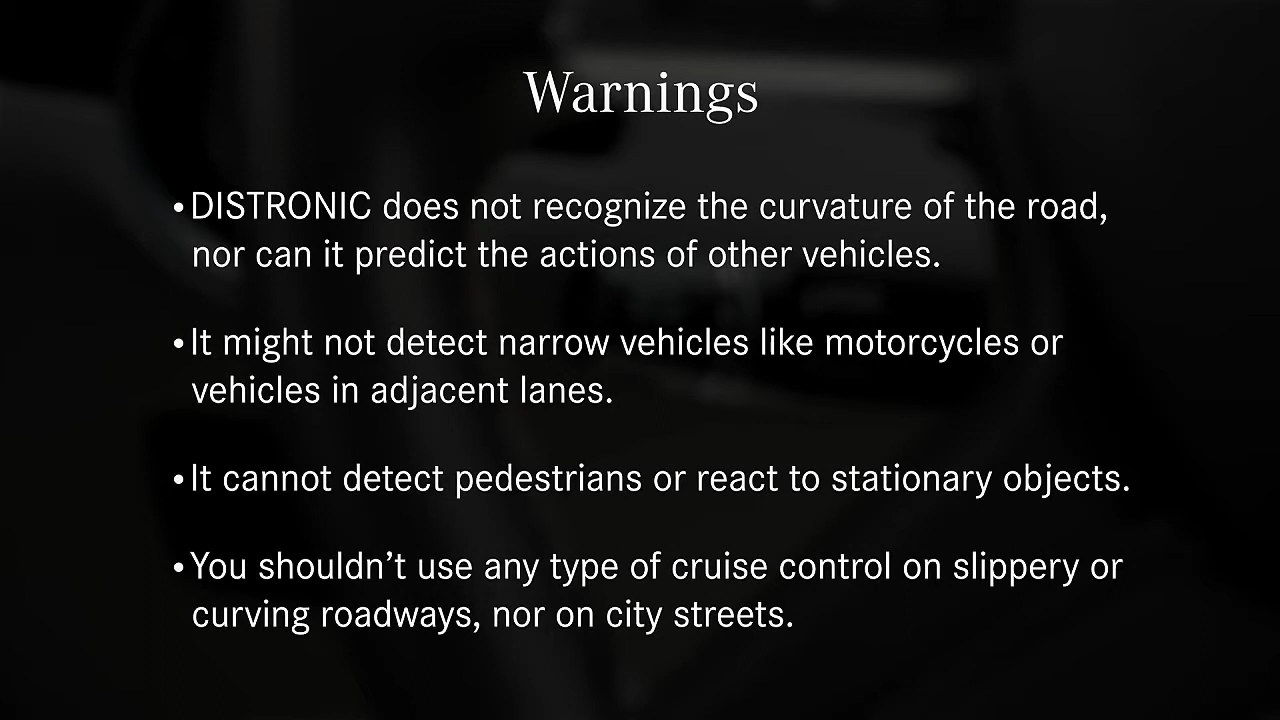 Warnings
•DISTRONIC does not recognize the curvature of the road,
nor can it predict the actions of other vehicles.
•It might not detect narrow vehicles like motorcycles or
vehicles in adjacent lanes.
•It cannot detect pedestrians or react to stationary objects.
•You shouldn’t use any type of cruise control on slippery or
curving roadways, nor on city streets.